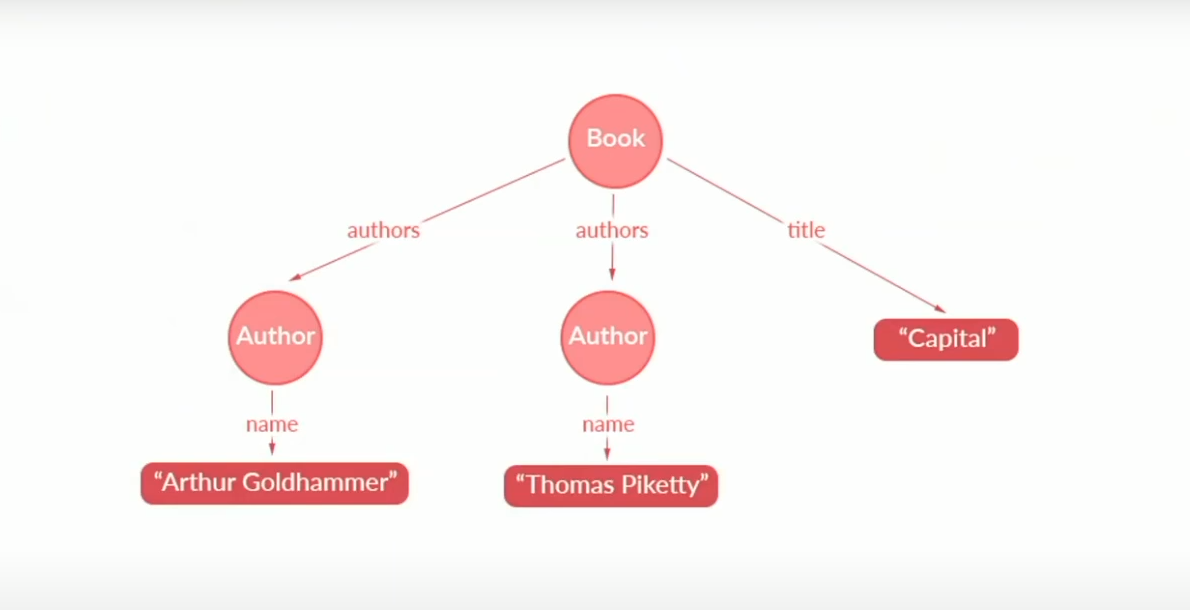 Book
authors
authors
title
Author
Author
“Capital”
name
name
“Arthur Goldhammer”
“Thomas Piketty”